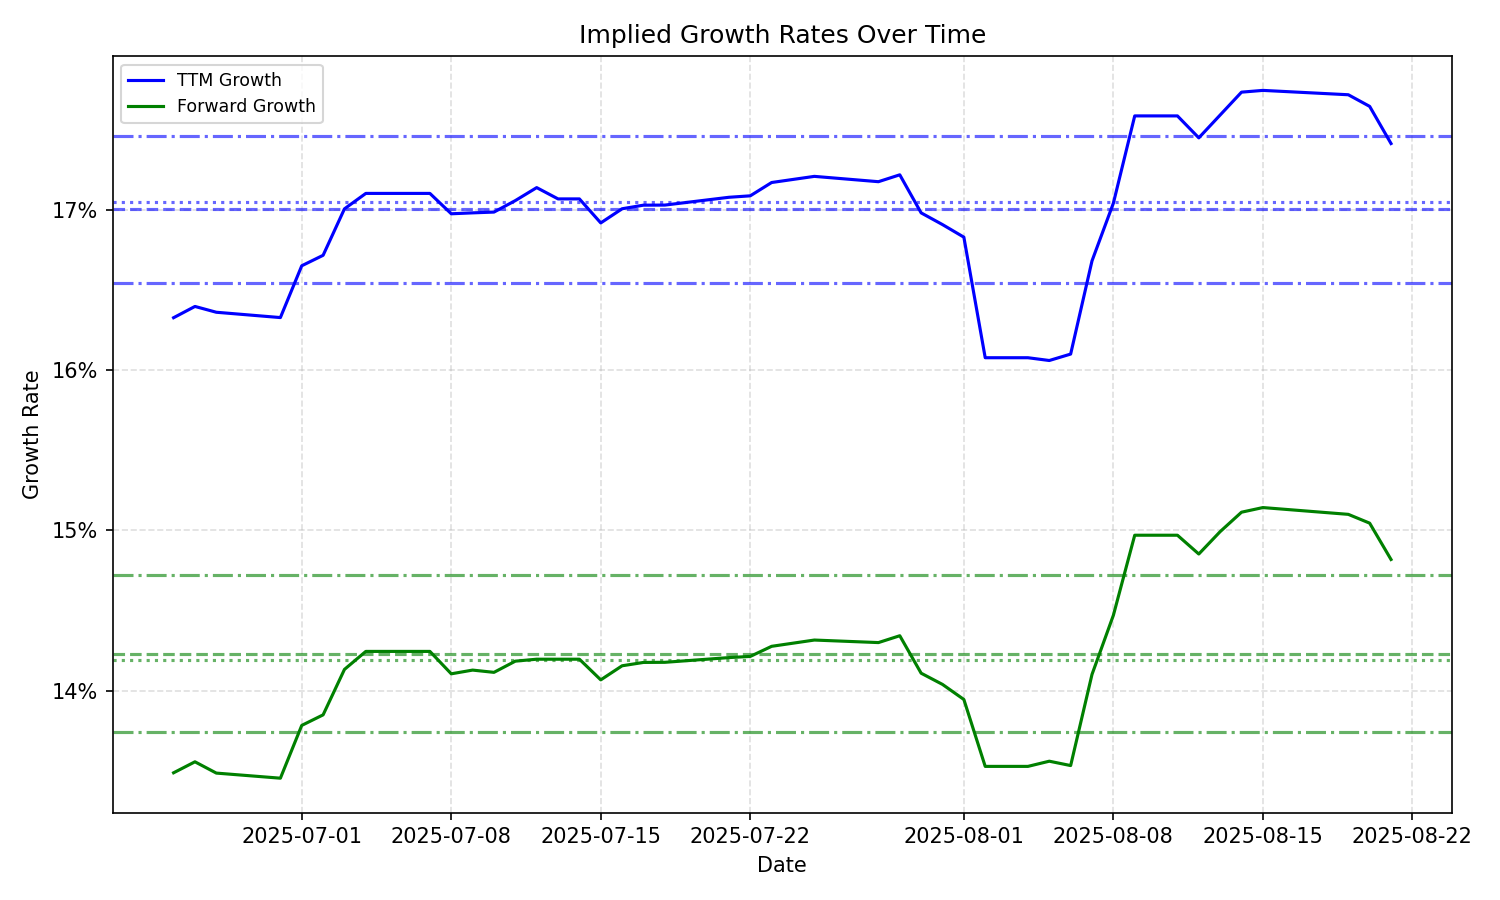 Implied Growth Rates Over Time
TTM Growth
Forward Growth
Growth Rate
17%
16%
15%
14%
2025-07-01 2025-07-08 2025-07-15 2025-07-22 2025-08-01 2025-08-08 2025-08-15 2025-08-22
Date